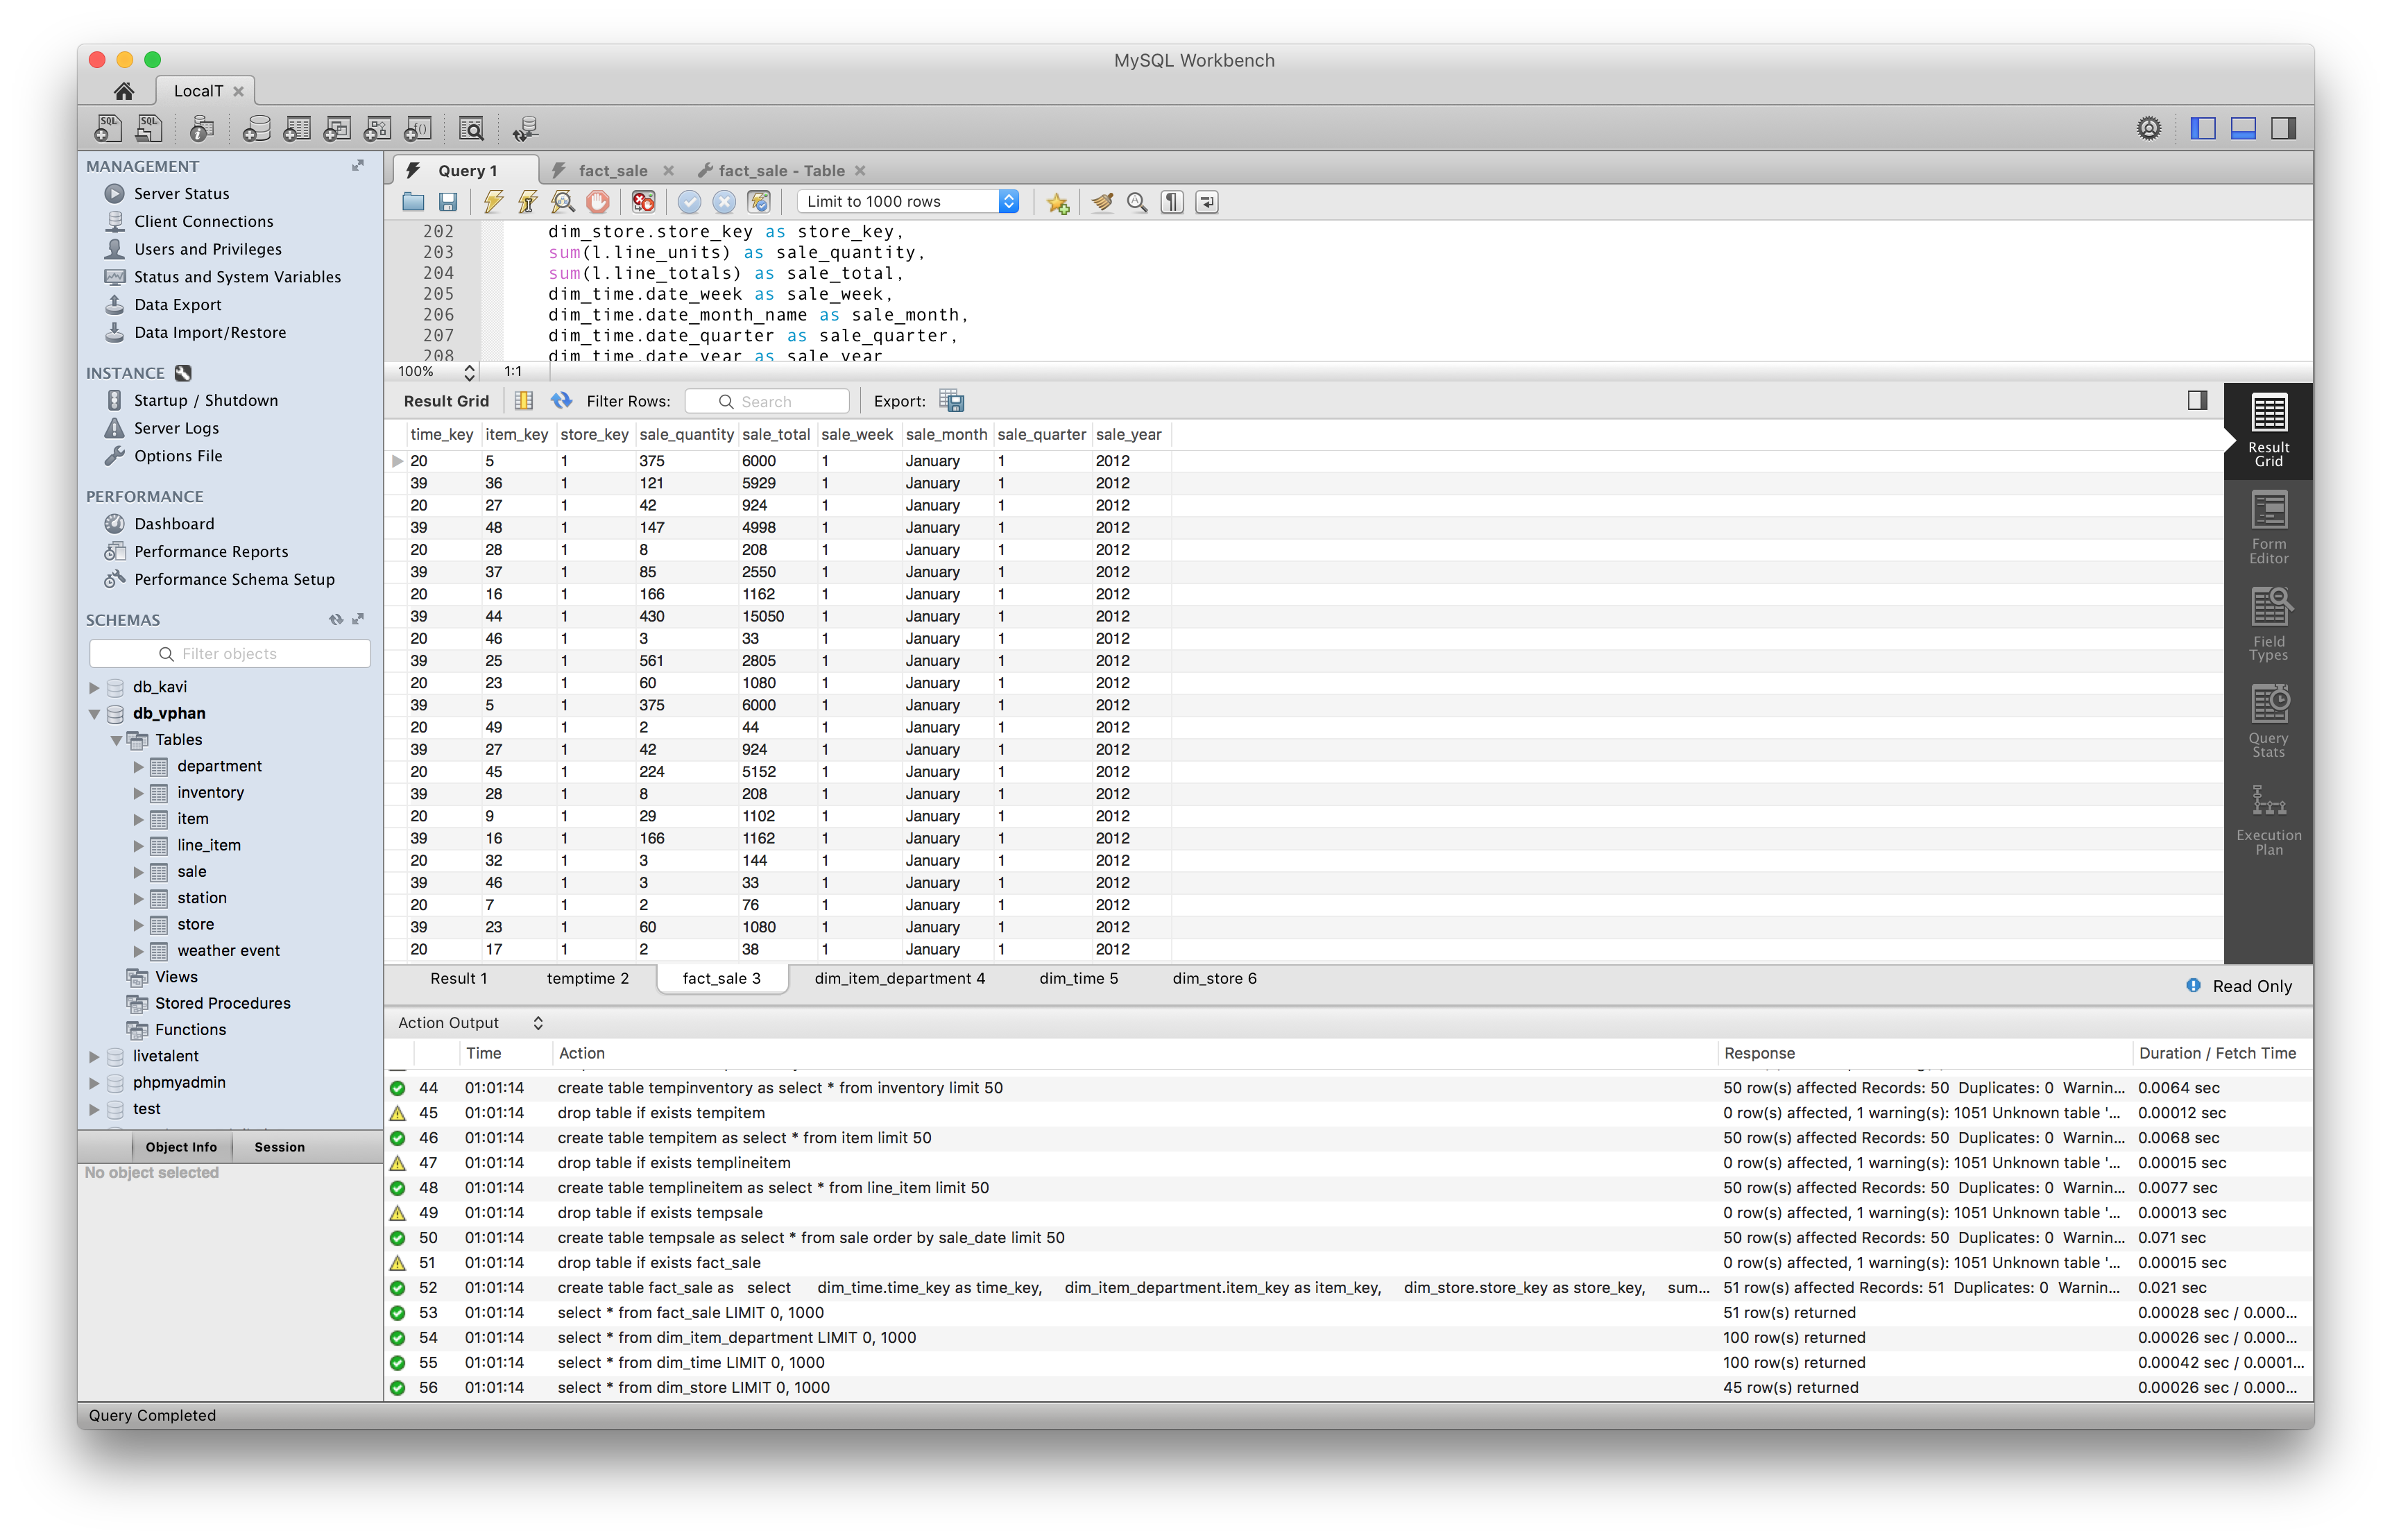 MySQL Workbench
LocalT
MANAGEMENT
Server Status
Client Connections
Users and Privileges
Status and System Variables
Data Export
Data Import/Restore
INSTANCE
Startup / Shutdown
Server Logs
Options File
PERFORMANCE
Dashboard
Performance Reports
Performance Schema Setup
SCHEMAS
Filter objects
db_kavi
db_vphan
Tables
department
inventory
item
line_item
sale
station
store
weather event
Views
Stored Procedures
Functions
livetalent
phpmyadmin
test
Object Info Session
No object selected
Query 1 fact_sale fact_sale - Table
Limit to 1000 rows
202 dim_store.store_key as store_key,
203 sum(l.line_units) as sale_quantity,
204 sum(l.line_totals) as sale_total,
205 dim_time.date_week as sale_week,
206 dim_time.date_month_name as sale_month,
207 dim_time.date_quarter as sale_quarter,
208 dim_time.date_year as sale_year
100% 1:1
Result Grid Filter Rows: Search Export:
time_key item_key store_key sale_quantity sale_total sale_week sale_month sale_quarter sale_year
20 5 1 375 6000 1 January 1 2012
39 36 1 121 5929 1 January 1 2012
20 27 1 42 924 1 January 1 2012
39 48 1 147 4998 1 January 1 2012
20 28 1 8 208 1 January 1 2012
39 37 1 85 2550 1 January 1 2012
20 16 1 166 1162 1 January 1 2012
39 44 1 430 15050 1 January 1 2012
20 46 1 3 33 1 January 1 2012
39 25 1 561 2805 1 January 1 2012
20 23 1 60 1080 1 January 1 2012
39 5 1 375 6000 1 January 1 2012
20 49 1 2 44 1 January 1 2012
39 27 1 42 924 1 January 1 2012
20 45 1 224 5152 1 January 1 2012
39 28 1 8 208 1 January 1 2012
20 9 1 29 1102 1 January 1 2012
39 16 1 166 1162 1 January 1 2012
20 32 1 3 144 1 January 1 2012
39 46 1 3 33 1 January 1 2012
20 7 1 2 76 1 January 1 2012
39 23 1 60 1080 1 January 1 2012
20 17 1 2 38 1 January 1 2012
Result Grid
Form Editor
Field Types
Query Stats
Execution Plan
Result 1 temptime 2 fact_sale 3 dim_item_department 4 dim_time 5 dim_store 6 Read Only
Action Output
Time Action Response Duration / Fetch Time
44 01:01:14 create table tempinventory as select * from inventory limit 50 50 row(s) affected Records: 50 Duplicates: 0 Warnin... 0.0064 sec
45 01:01:14 drop table if exists tempitem 0 row(s) affected, 1 warning(s): 1051 Unknown table '... 0.00012 sec
46 01:01:14 create table tempitem as select * from item limit 50 50 row(s) affected Records: 50 Duplicates: 0 Warnin... 0.0068 sec
47 01:01:14 drop table if exists templineitem 0 row(s) affected, 1 warning(s): 1051 Unknown table '... 0.00015 sec
48 01:01:14 create table templineitem as select * from line_item limit 50 50 row(s) affected Records: 50 Duplicates: 0 Warnin... 0.0077 sec
49 01:01:14 drop table if exists tempsale 0 row(s) affected, 1 warning(s): 1051 Unknown table '... 0.00013 sec
50 01:01:14 create table tempsale as select * from sale order by sale_date limit 50 50 row(s) affected Records: 50 Duplicates: 0 Warnin... 0.071 sec
51 01:01:14 drop table if exists fact_sale 0 row(s) affected, 1 warning(s): 1051 Unknown table '... 0.00015 sec
52 01:01:14 create table fact_sale as select dim_time.time_key as time_key, dim_item_department.item_key as item_key, dim_store.store_key as store_key, sum... 51 row(s) affected Records: 51 Duplicates: 0 Warnin... 0.021 sec
53 01:01:14 select * from fact_sale LIMIT 0, 1000 51 row(s) returned 0.00028 sec / 0.000...
54 01:01:14 select * from dim_item_department LIMIT 0, 1000 100 row(s) returned 0.00026 sec / 0.000...
55 01:01:14 select * from dim_time LIMIT 0, 1000 100 row(s) returned 0.00042 sec / 0.0001...
56 01:01:14 select * from dim_store LIMIT 0, 1000 45 row(s) returned 0.00026 sec / 0.000...
Query Completed